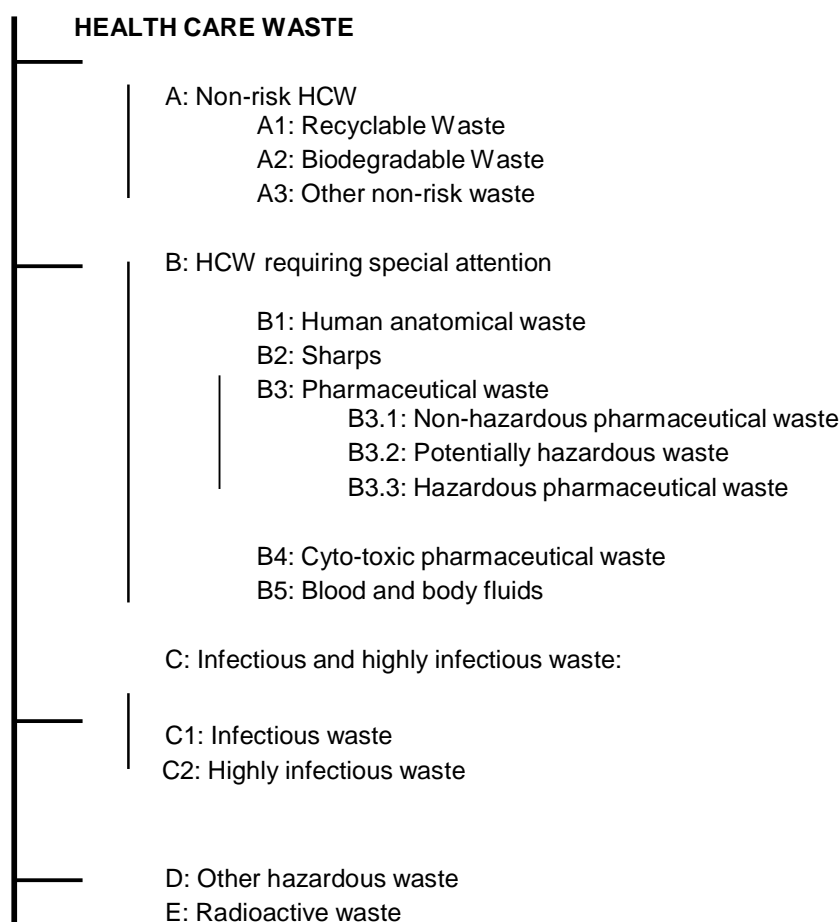 HEALTH CARE WASTE
A: Non-risk HCW
A1: Recyclable Waste
A2: Biodegradable Waste
A3: Other non-risk waste
B: HCW requiring special attention
B1: Human anatomical waste
B2: Sharps
B3: Pharmaceutical waste
B3.1: Non-hazardous pharmaceutical waste
B3.2: Potentially hazardous waste
B3.3: Hazardous pharmaceutical waste
B4: Cyto-toxic pharmaceutical waste
B5: Blood and body fluids
C: Infectious and highly infectious waste:
C1: Infectious waste
C2: Highly infectious waste
D: Other hazardous waste
E: Radioactive waste